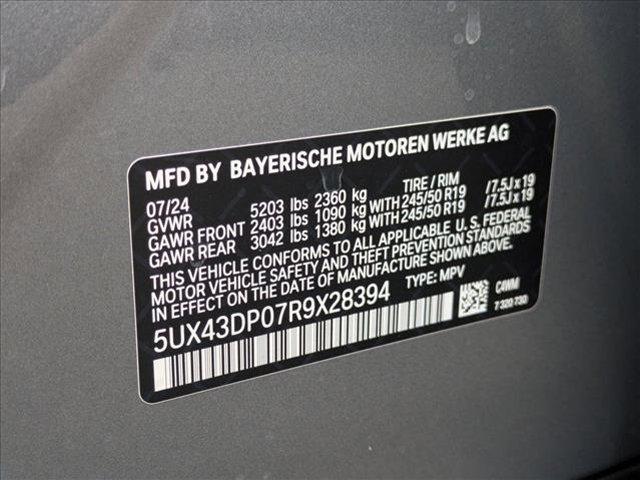 MFD BY BAYERISCHE MOTOREN WERKE AG
07/24 5203 lbs 2360 kg TIRE / RIM
GVWR
GAWR FRONT 2403 lbs 1090 kg WITH 245/50 R19 /7.5J x 19
GAWR REAR 3042 lbs 1380 kg WITH 245/50 R19 /7.5J x 19
THIS VEHICLE CONFORMS TO ALL APPLICABLE U. S. FEDERAL
MOTOR VEHICLE SAFETY AND THEFT PREVENTION STANDARDS
IN EFFECT ON THE DATE OF MANUFACTURE SHOWN ABOVE.
5UX43DP07R9X28394 TYPE: MPV C4WM
7 320 730